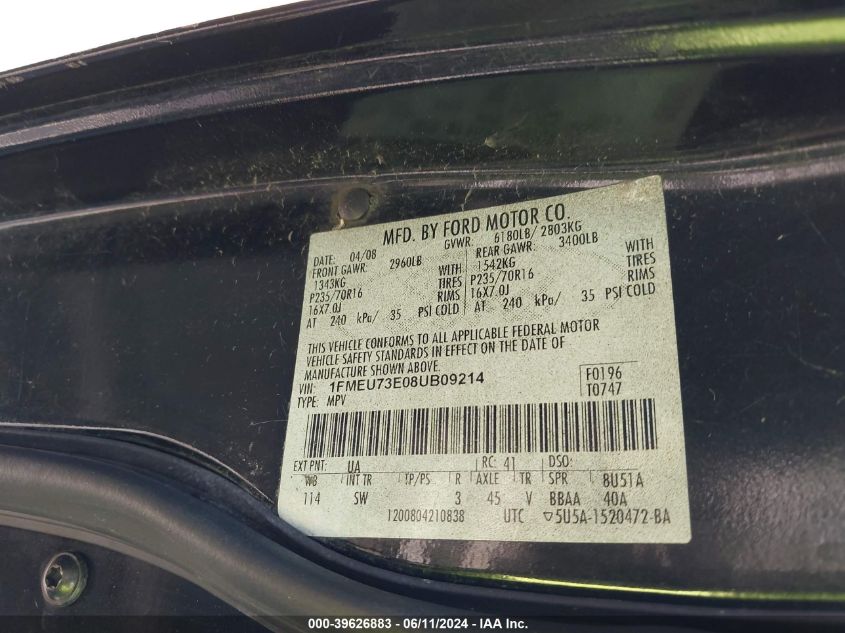 MFD. BY FORD MOTOR CO.
DATE: 04/08 GVWR: 6180LB/ 2803KG
FRONT GAWR: 2960LB REAR GAWR: 3400LB
1343KG WITH 1542KG WITH
P235/70R16 TIRES P235/70R16 TIRES
16X7.0J RIMS 16X7.0J RIMS
AT 240 kPa/ 35 PSI COLD AT 240 kPa/ 35 PSI COLD
THIS VEHICLE CONFORMS TO ALL APPLICABLE FEDERAL MOTOR
VEHICLE SAFETY STANDARDS IN EFFECT ON THE DATE OF
MANUFACTURE SHOWN ABOVE.
VIN: 1FMEU73E08UB09214 F0196
TYPE: MPV T0747
EXT PNT: UA RC: 41 DSO:
WB INT TR TP/PS R AXLE TR SPR 8U51A
114 SW 3 45 V BBAA 40A
1200804210838 UTC ▽5U5A-1520472-BA
000-39626883 - 06/11/2024 - IAA Inc.